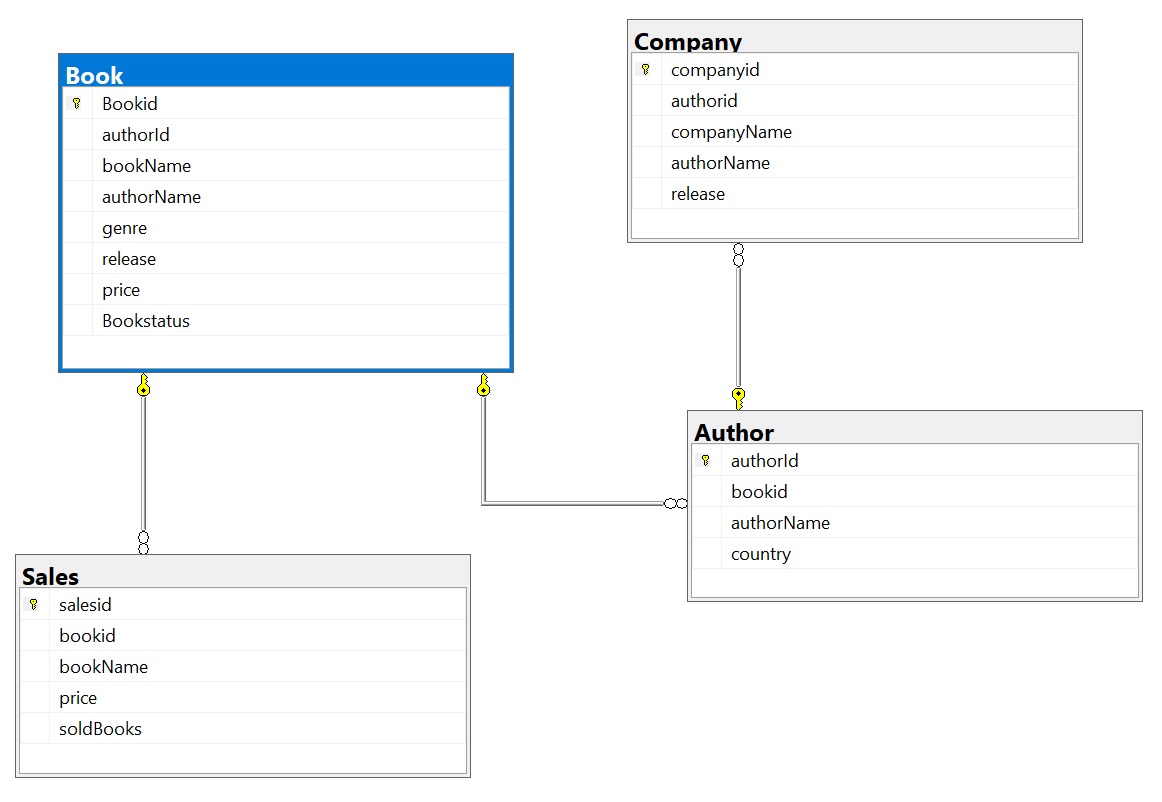 Book
Bookid
authorId
bookName
authorName
genre
release
price
Bookstatus
Company
companyid
authorid
companyName
authorName
release
Author
authorId
bookid
authorName
country
Sales
salesid
bookid
bookName
price
soldBooks